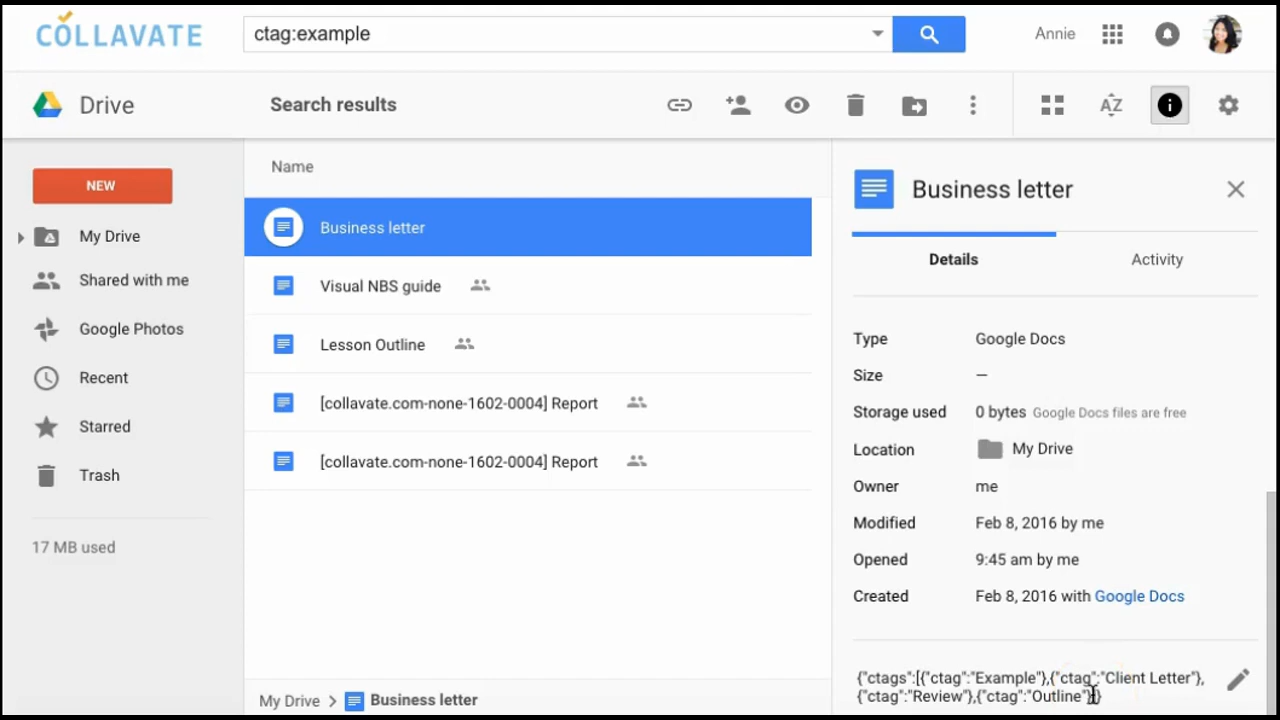 COLLAVATE
ctag:example
Annie
Drive
Search results
AZ
NEW
My Drive
Shared with me
Google Photos
Recent
Starred
Trash
17 MB used
Name
Business letter
Visual NBS guide
Lesson Outline
[collavate.com-none-1602-0004] Report
[collavate.com-none-1602-0004] Report
My Drive > Business letter
Business letter
Details Activity
Type Google Docs
Size —
Storage used 0 bytes Google Docs files are free
Location My Drive
Owner me
Modified Feb 8, 2016 by me
Opened 9:45 am by me
Created Feb 8, 2016 with Google Docs
{"ctags":[{"ctag":"Example"},{"ctag":"Client Letter"},
{"ctag":"Review"},{"ctag":"Outline"}]}